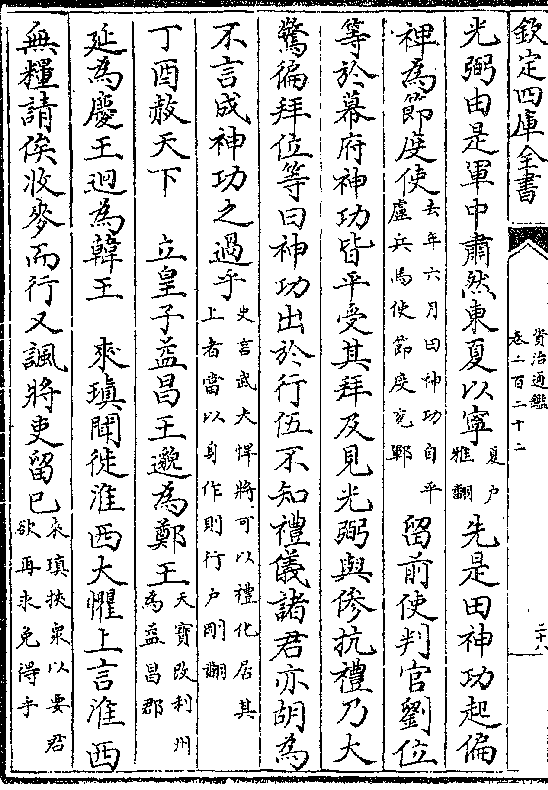 欽定四庫全書
資治通鑑
卷二百二十二
二十八
光弼由是軍中肅然東夏以寧夏戶雅翻先是田神功起偏
裨為節度使去年六月田神功自平盧兵馬使節度兗鄆留前使判官劉位
等於幕府神功皆平受其拜及見光弼與傪抗禮乃大
驚徧拜位等曰神功出於行伍不知禮儀諸君亦胡為
不言成神功之過乎史言武夫悍將可以禮化居其上者當以身作則行戶剛翻
丁酉赦天下 立皇子益昌王邈為鄭王天寶改利州為益昌郡
延為慶王迥為韓王 來瑱聞徙淮西大懼上言淮西
無糧請俟收麥而行又諷將吏留已來瑱挾衆以要君欲再求免得乎